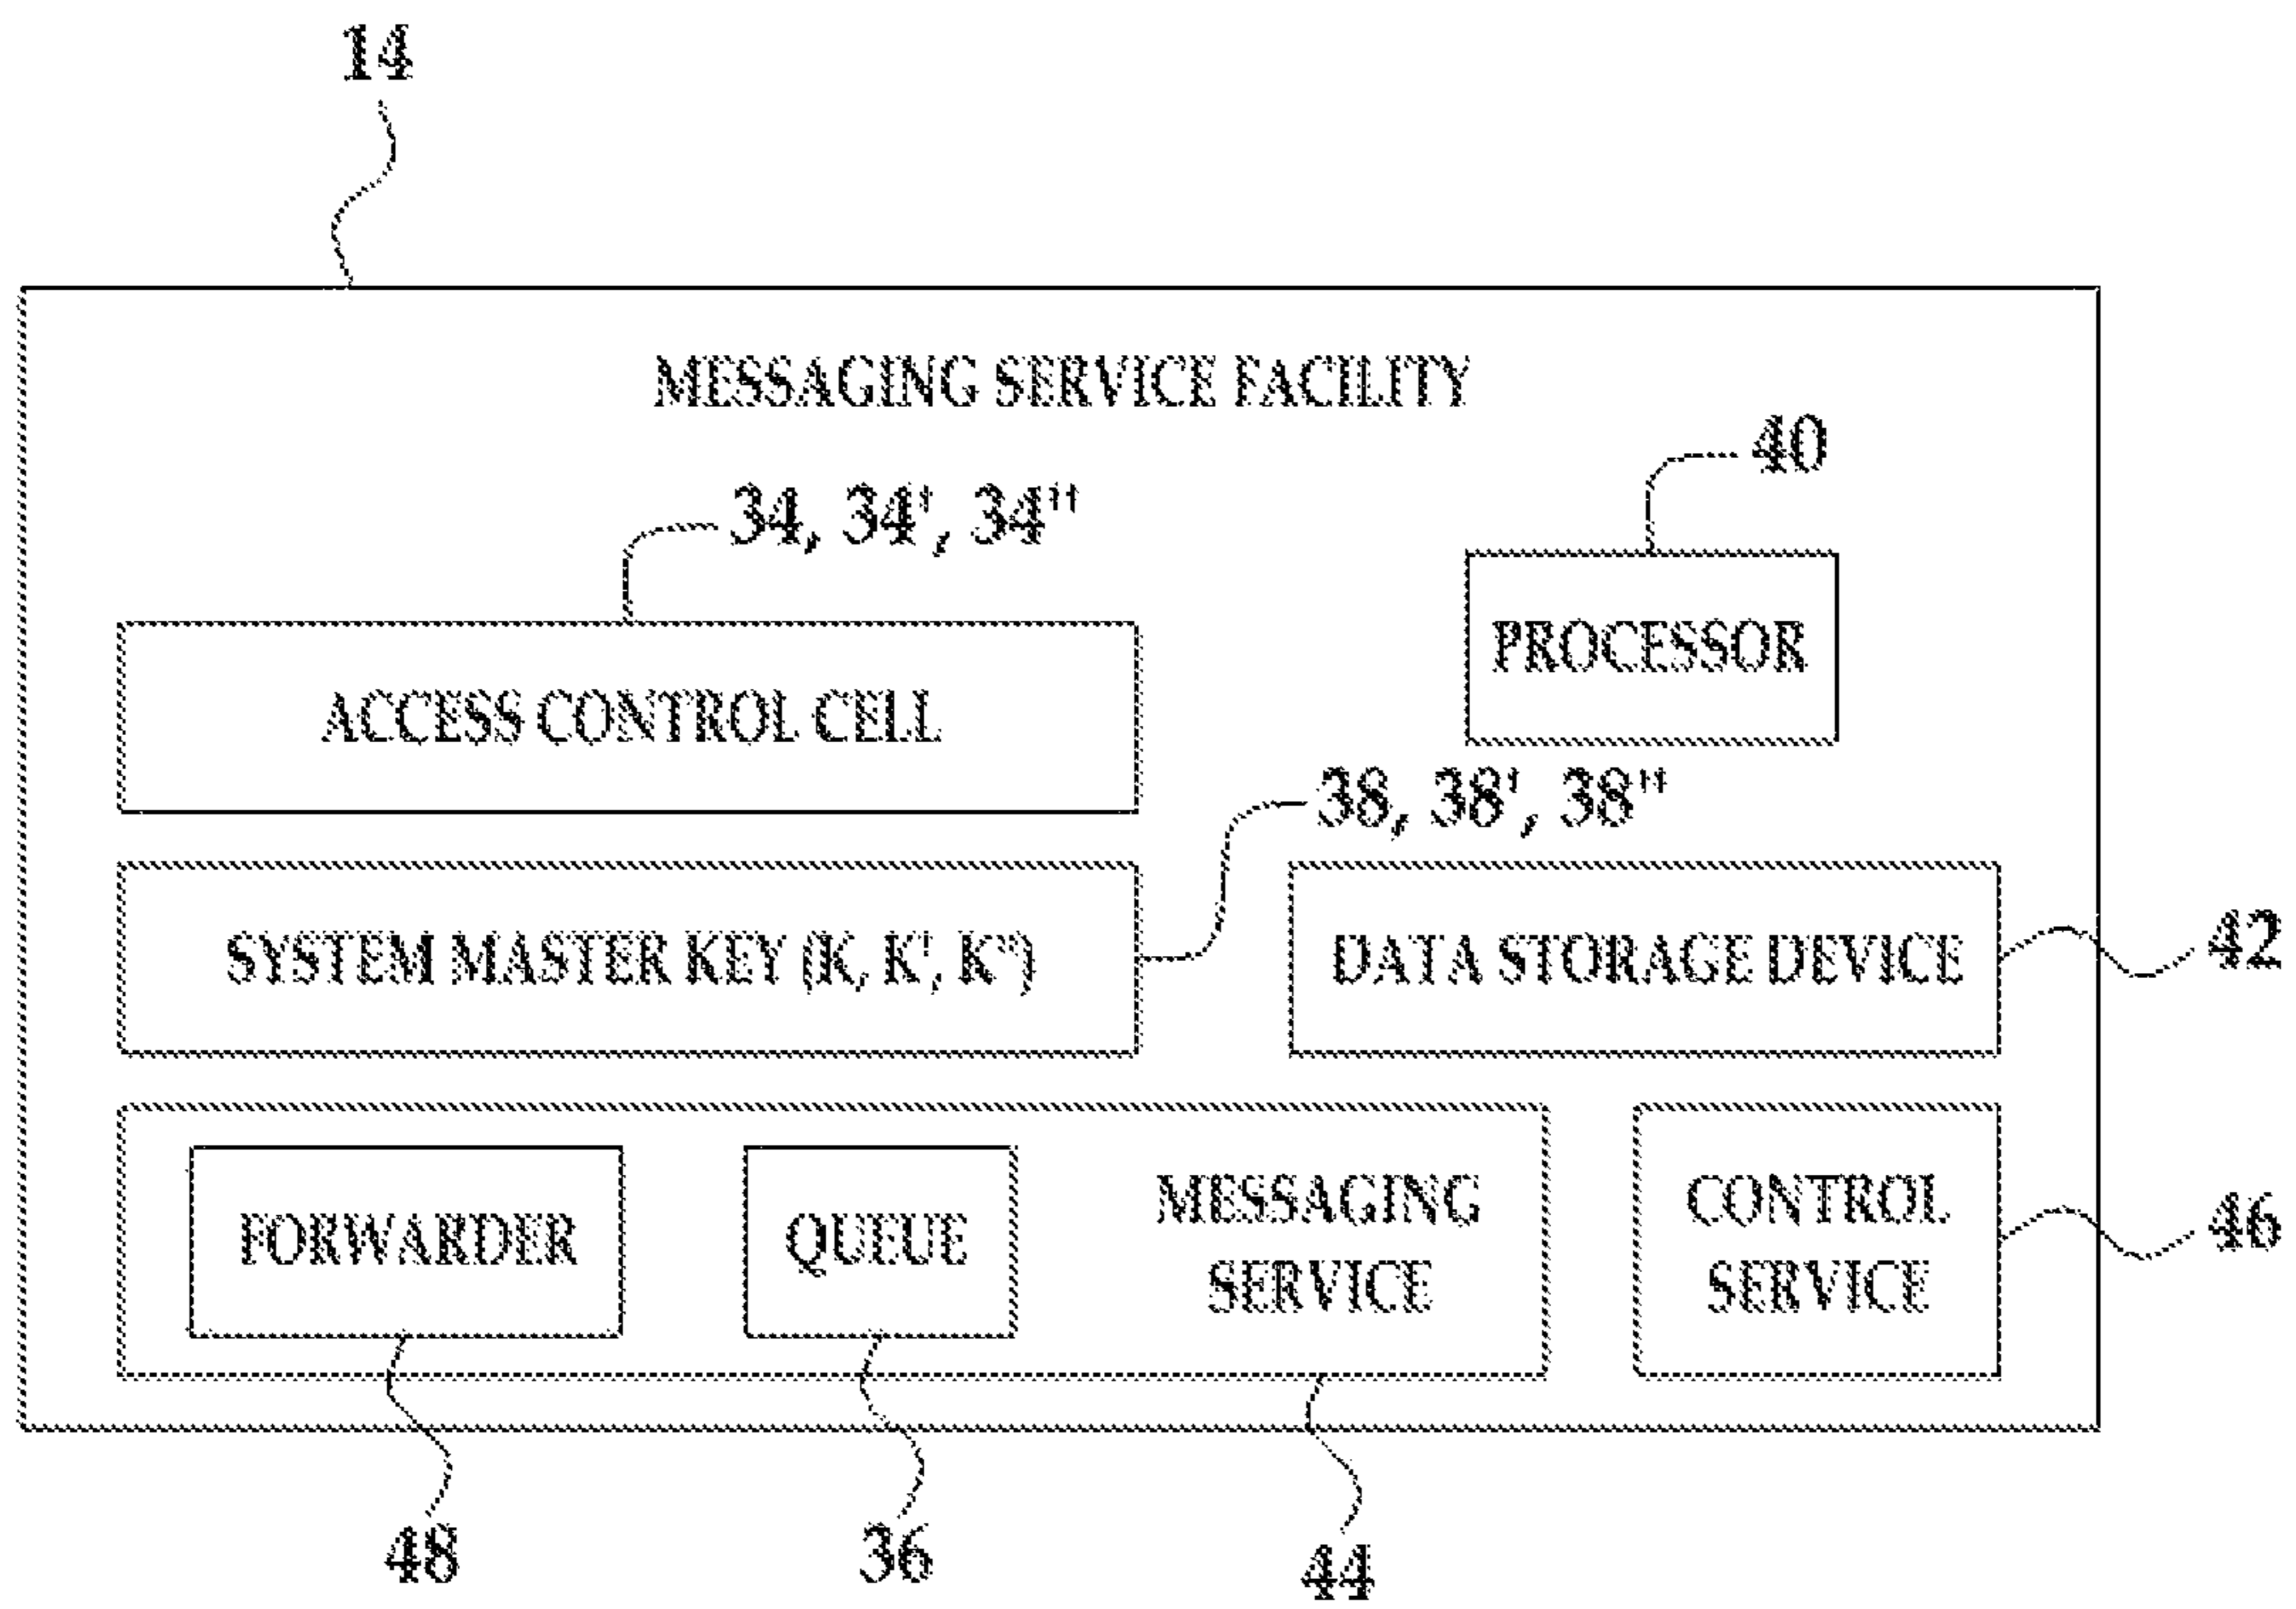 14
MESSAGING SERVICE FACILITY
40
34, 34', 34"
PROCESSOR
ACCESS CONTROL CELL
38, 38', 38"
SYSTEM MASTER KEY (K, K', K")
DATA STORAGE DEVICE
42
FORWARDER
QUEUE
MESSAGING
SERVICE
CONTROL
SERVICE
46
48
36
44